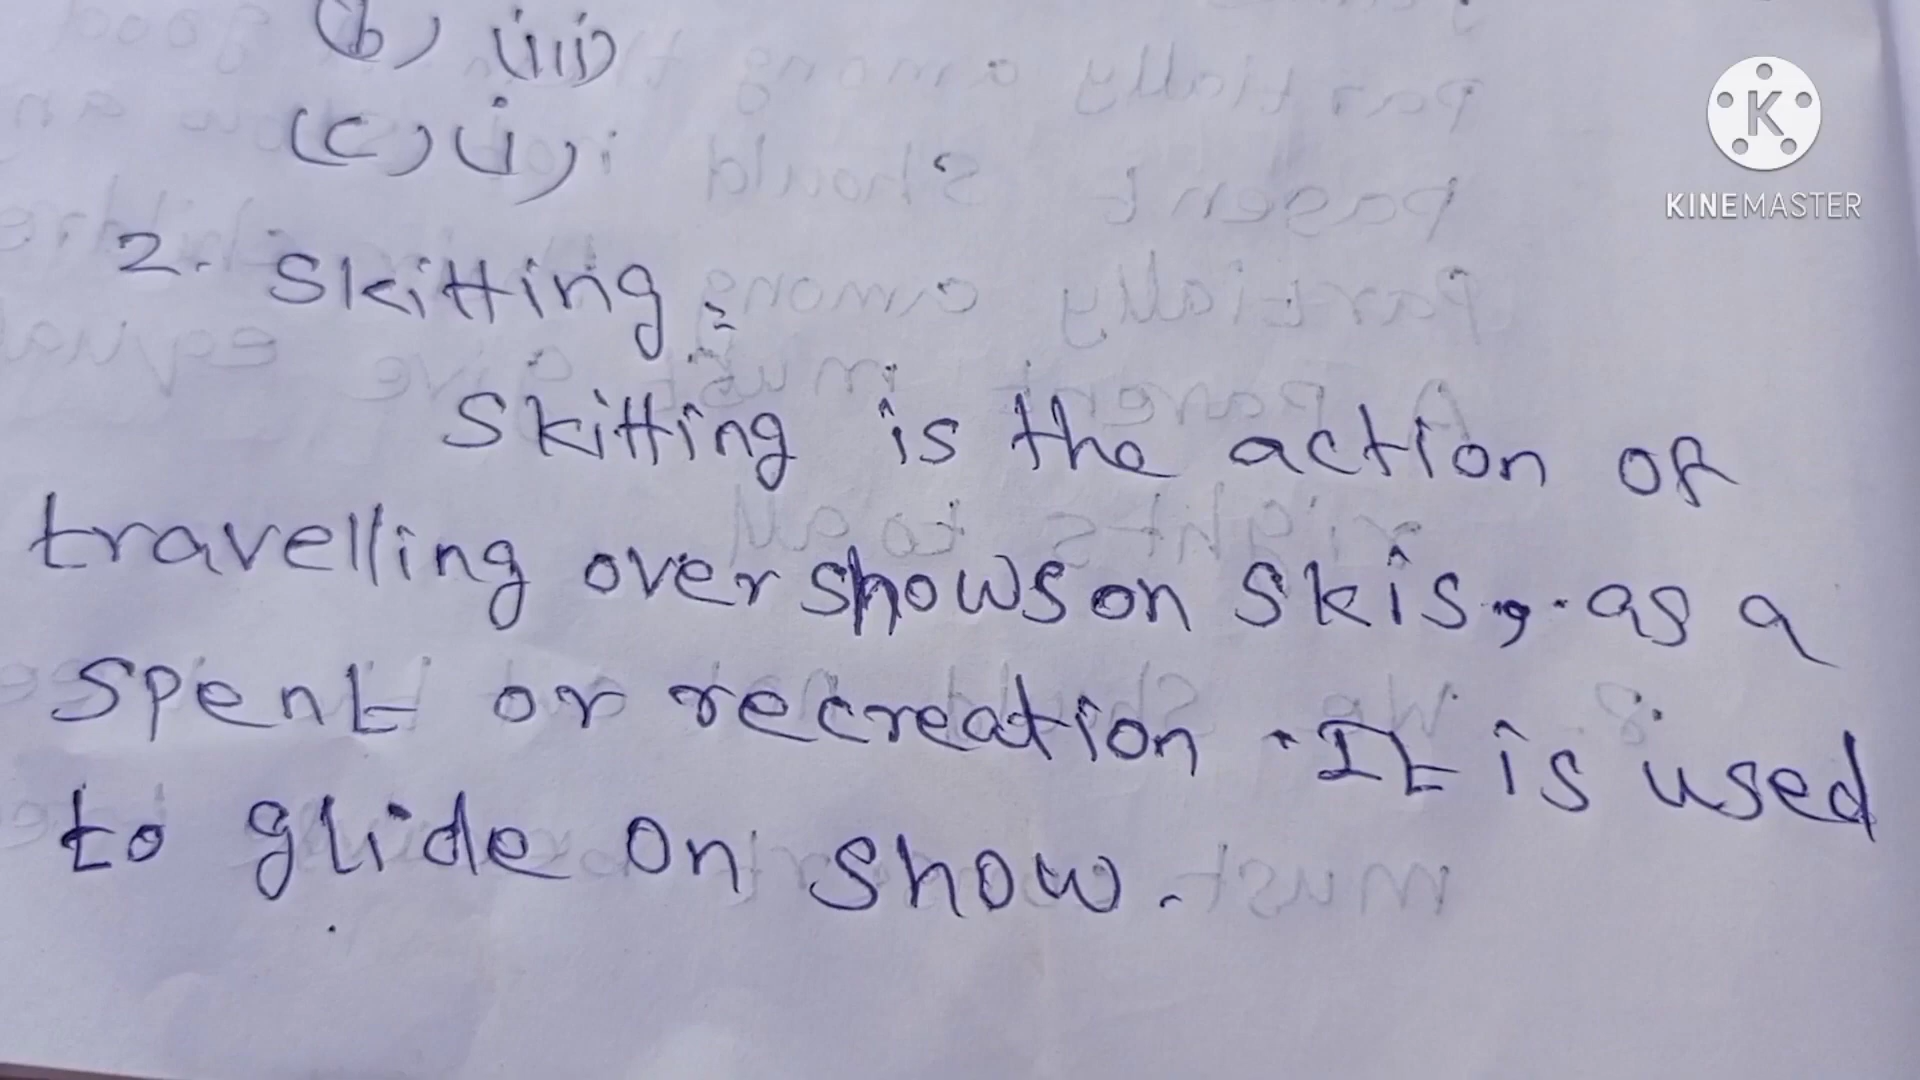 (b) (iii)
(c) (i)
2. Skitting:
Skitting is the action of
travelling over shows on skis, as a
spent or recreation. It is used
to glide on show.
K
KINEMASTER